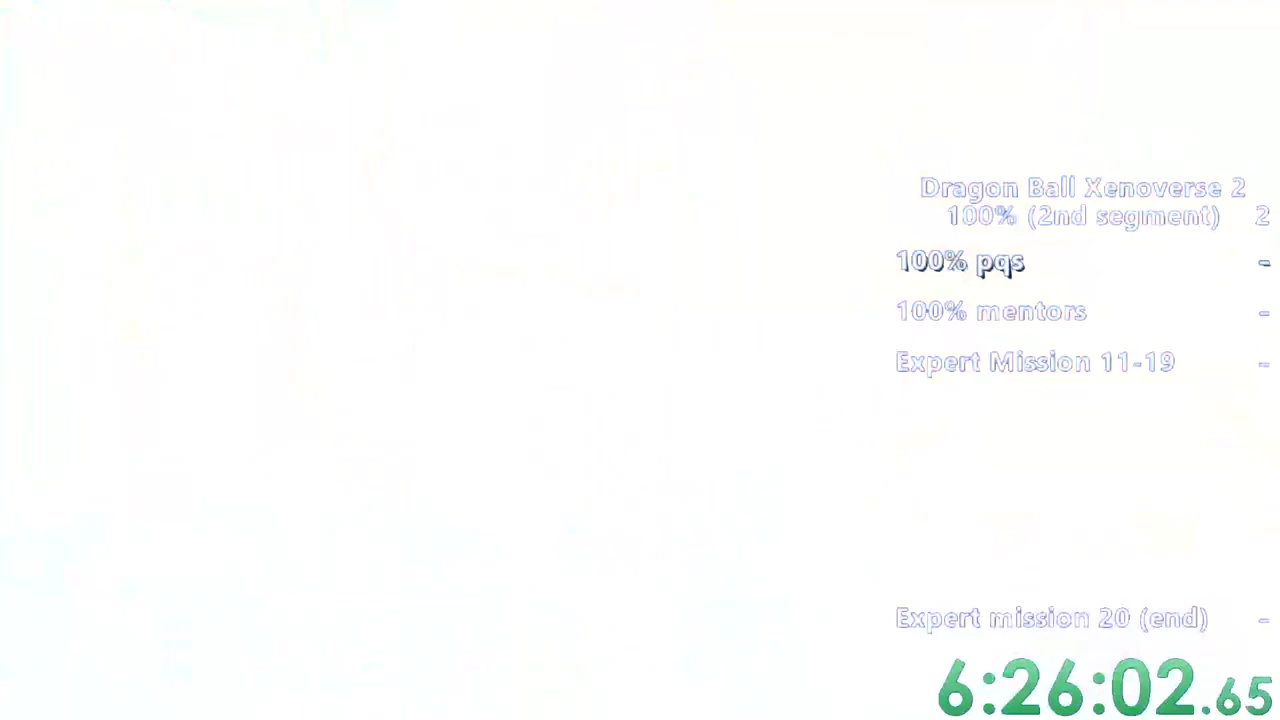 Dragon Ball Xenoverse 2
100% (2nd segment) 2
100% pqs -
100% mentors -
Expert Mission 11-19 -
Expert mission 20 (end) -
6:26:02.65